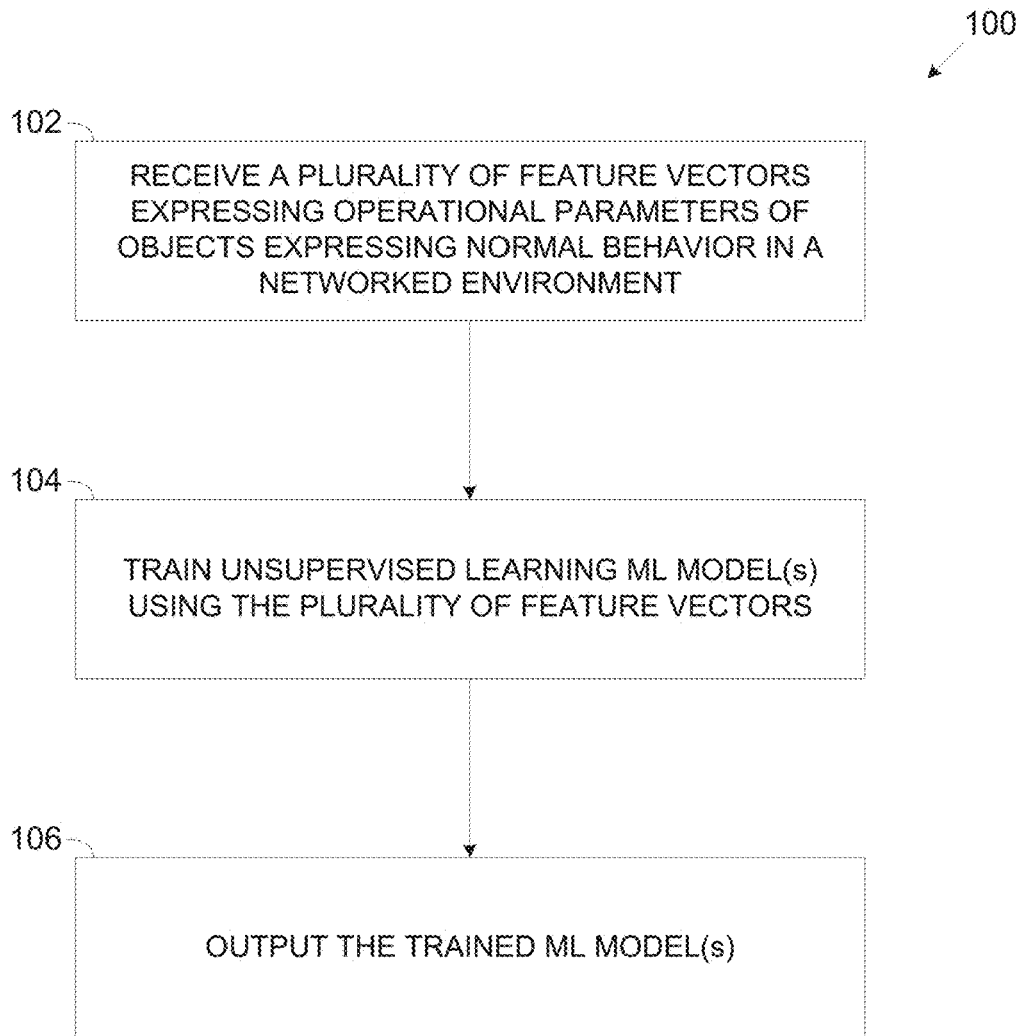 100
102
RECEIVE A PLURALITY OF FEATURE VECTORS
EXPRESSING OPERATIONAL PARAMETERS OF
OBJECTS EXPRESSING NORMAL BEHAVIOR IN A
NETWORKED ENVIRONMENT
104
TRAIN UNSUPERVISED LEARNING ML MODEL(s)
USING THE PLURALITY OF FEATURE VECTORS
106
OUTPUT THE TRAINED ML MODEL(s)